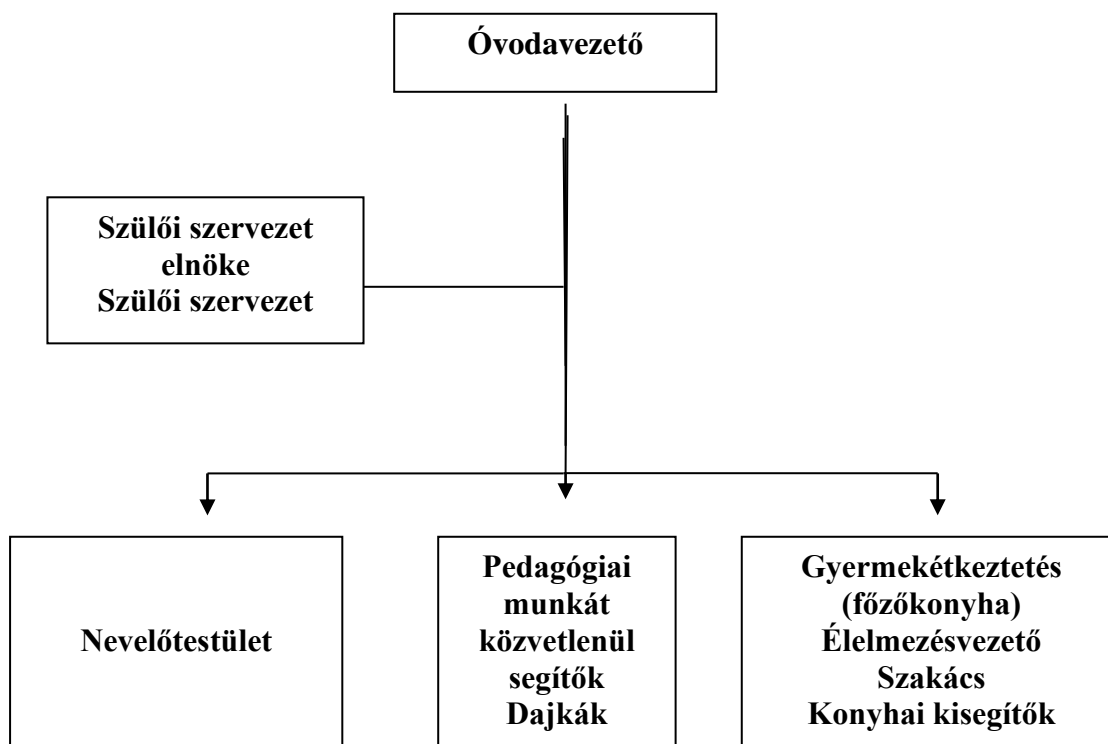 Óvodavezető
Szülői szervezet
elnöke
Szülői szervezet
Nevelőtestület
Pedagógiai
munkát
közvetlenül
segítők
Dajkák
Gyermekétkeztetés
(főzőkonyha)
Élelmezésvezető
Szakács
Konyhai kisegítők